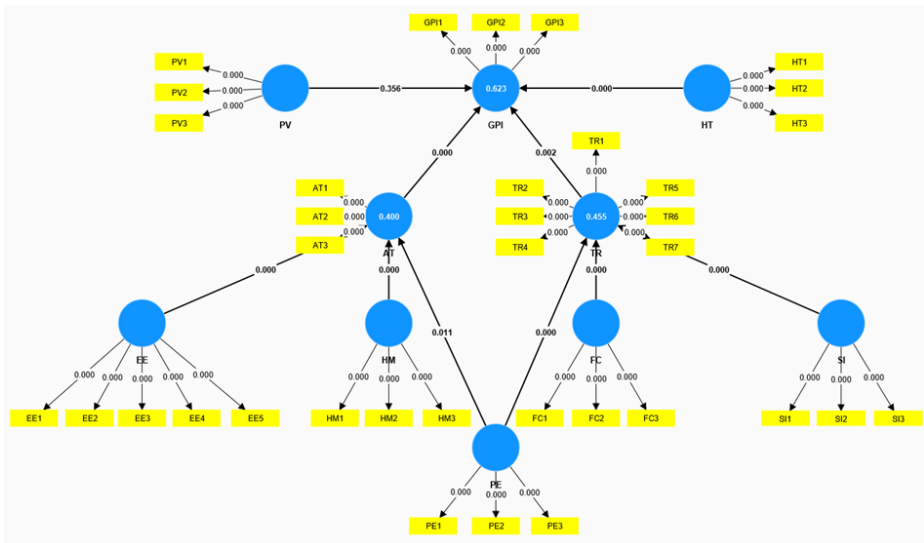 GPI1 GPI2 GPI3
0.000 0.000 0.000
PV1 HT1
0.000 0.000
PV2 0.000 0.356 0.623 0.000 0.000 HT2
0.000 0.000
PV3 HT3
PV GPI HT
TR1
0.000 0.002 0.000
AT1 TR2 TR5
0.000 0.000 0.000
AT2 0.000 0.400 TR3 0.000 0.455 0.000 TR6
0.000 0.000 0.000
AT3 TR4 TR7
AT TR
0.000 0.000 0.000 0.000
EE HM 0.011 0.000 FC SI
0.000 0.000 0.000 0.000 0.000 0.000 0.000 0.000 0.000 0.000 0.000 0.000 0.000 0.000
EE1 EE2 EE3 EE4 EE5 HM1 HM2 HM3 FC1 FC2 FC3 SI1 SI2 SI3
PE
0.000 0.000 0.000
PE1 PE2 PE3